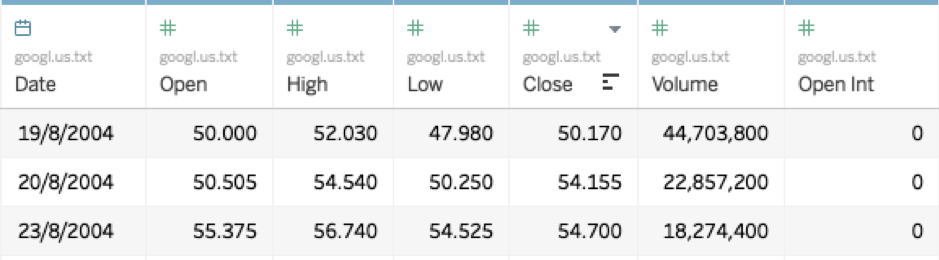 googl.us.txt googl.us.txt googl.us.txt googl.us.txt googl.us.txt googl.us.txt googl.us.txt
Date Open High Low Close Volume Open Int
19/8/2004 50.000 52.030 47.980 50.170 44,703,800 0
20/8/2004 50.505 54.540 50.250 54.155 22,857,200 0
23/8/2004 55.375 56.740 54.525 54.700 18,274,400 0